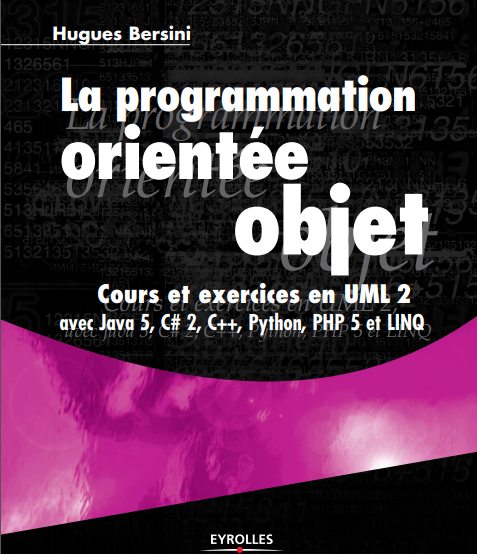 Hugues Bersini
La programmation
orientée
objet
Cours et exercices en UML 2
avec Java 5, C# 2, C++, Python, PHP 5 et LINQ
EYROLLES